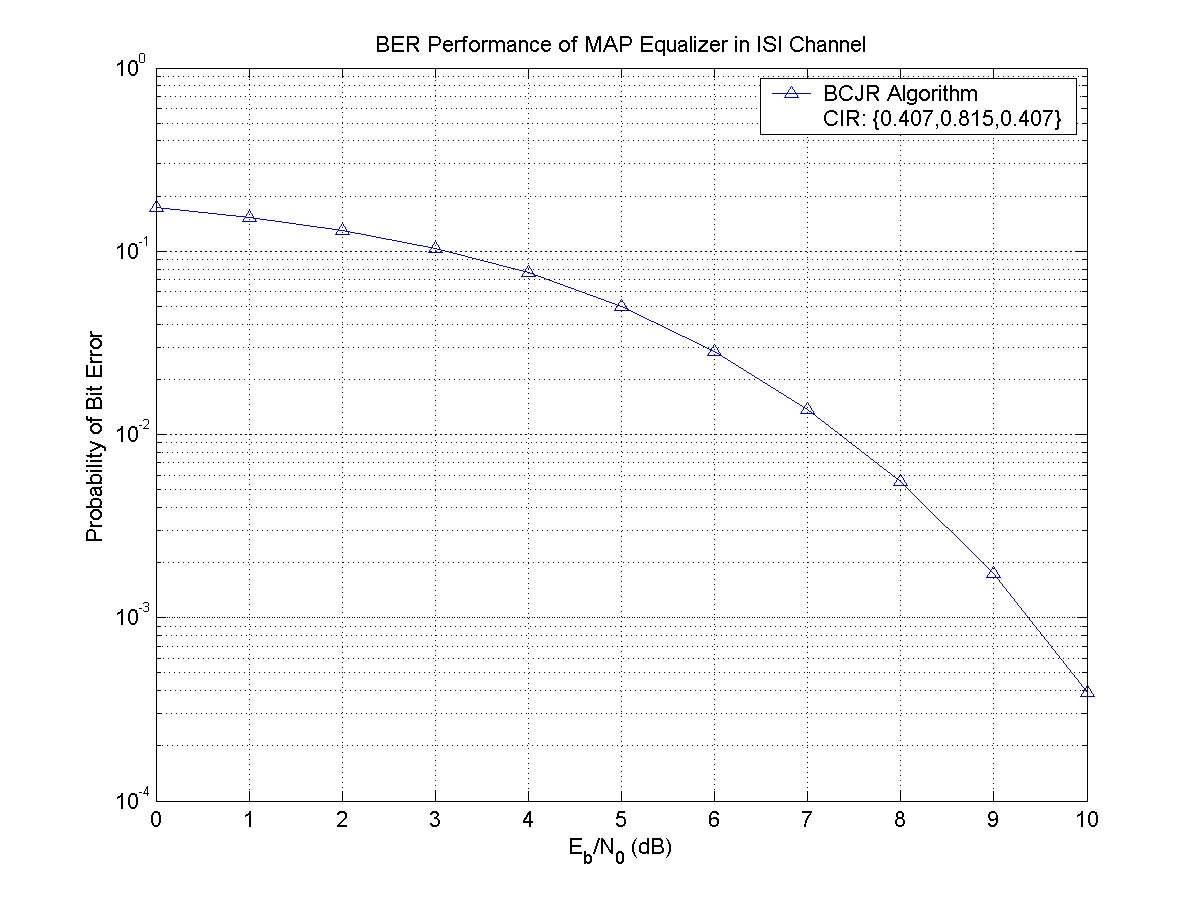 BER Performance of MAP Equalizer in ISI Channel
BCJR Algorithm
CIR: {0.407,0.815,0.407}
10^0
10^-1
10^-2
10^-3
10^-4
Probability of Bit Error
0 1 2 3 4 5 6 7 8 9 10
E_b/N_0 (dB)